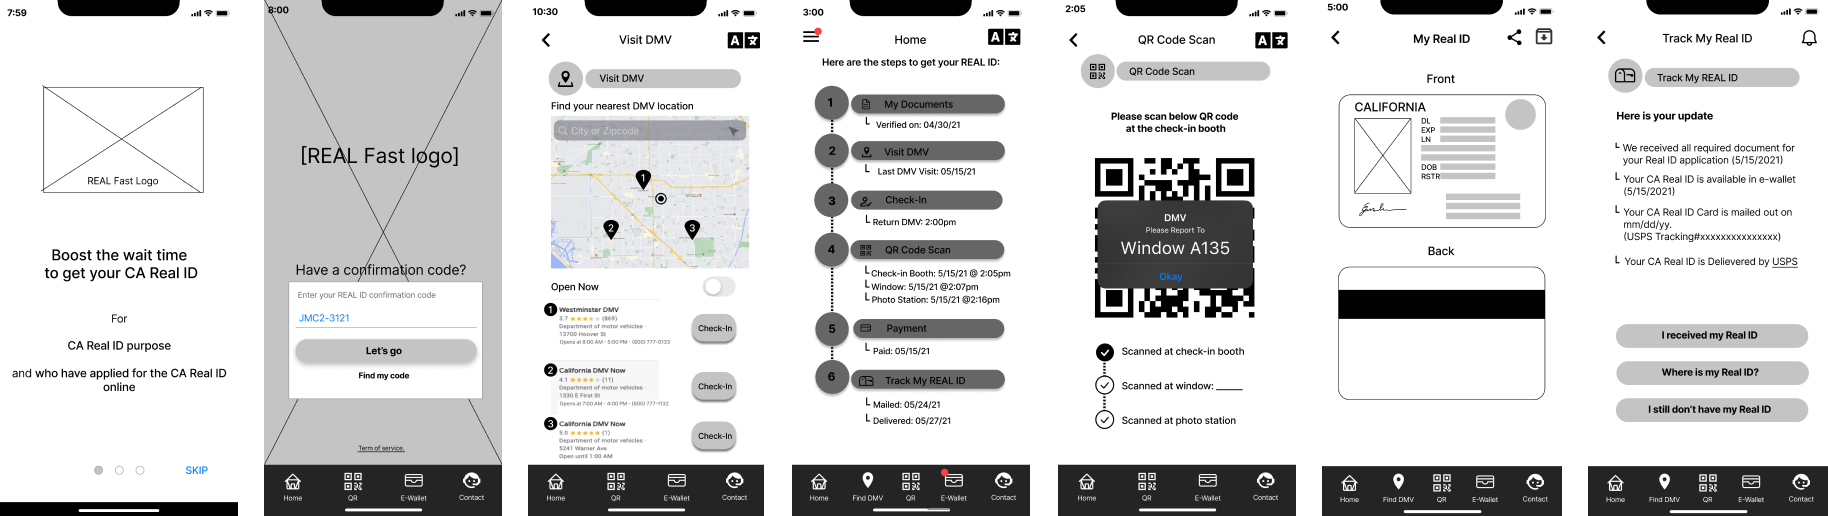 7:59
REAL Fast Logo
Boost the wait time
to get your CA Real ID
For
CA Real ID purpose
and who have applied for the CA Real ID
online
SKIP
8:00
[REAL Fast logo]
Have a confirmation code?
Enter your REAL ID confirmation code
JMC2-3121
Let's go
Find my code
Term of service.
Home
QR
E-Wallet
Contact
10:30
Visit DMV
A
Visit DMV
Find your nearest DMV location
City or Zipcode
1
2
3
Open Now
1 Westminster DMV
3.7 (869)
Department of motor vehicles ·
13700 Hoover St
Opens at 8:00 AM - 5:00 PM · (800) 777-0133
Check-In
2 California DMV Now
4.1 (11)
Department of motor vehicles ·
1330 E First St
Opens at 7:00 AM - 4:00 PM · (800) 777-1132
Check-In
3 California DMV Now
5.0 (1)
Department of motor vehicles ·
5241 Warner Ave
Open until 1:00 AM
Check-In
Home
QR
E-Wallet
Contact
3:00
Home
A
Here are the steps to get your REAL ID:
1 My Documents
Verified on: 04/30/21
2 Visit DMV
Last DMV Visit: 05/15/21
3 Check-In
Return DMV: 2:00pm
4 QR Code Scan
Check-in Booth: 5/15/21 @ 2:05pm
Window: 5/15/21 @2:07pm
Photo Station: 5/15/21 @2:16pm
5 Payment
Paid: 05/15/21
6 Track My REAL ID
Mailed: 05/24/21
Delivered: 05/27/21
Home
Find DMV
QR
E-Wallet
Contact
2:05
QR Code Scan
A
QR Code Scan
Please scan below QR code
at the check-in booth
DMV
Please Report To
Window A135
Okay
Scanned at check-in booth
Scanned at window: _____
Scanned at photo station
Home
QR
E-Wallet
Contact
5:00
My Real ID
Front
CALIFORNIA
DL
EXP
LN
DOB
RSTR
Back
Home
Find DMV
QR
E-Wallet
Contact
Track My Real ID
Track My REAL ID
Here is your update
We received all required document for
your Real ID application (5/15/2021)
Your CA Real ID is available in e-wallet
(5/15/2021)
Your CA Real ID Card is mailed out on
mm/dd/yy.
(USPS Tracking#xxxxxxxxxxxxxxx)
Your CA Real ID is Delievered by USPS
I received my Real ID
Where is my Real ID?
I still don't have my Real ID
Home
Find DMV
QR
E-Wallet
Contact